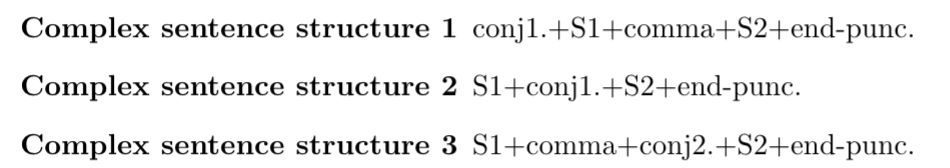 Complex sentence structure 1 conj1.+S1+comma+S2+end-punc.
Complex sentence structure 2 S1+conj1.+S2+end-punc.
Complex sentence structure 3 S1+comma+conj2.+S2+end-punc.